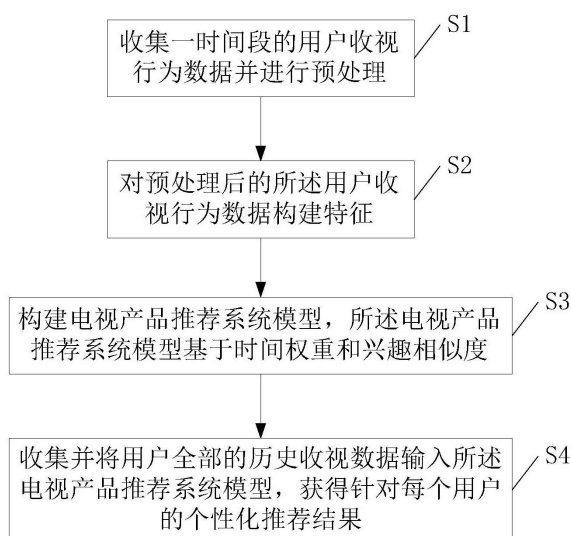 收集一时间段的用户收视
行为数据并进行预处理
S1
对预处理后的所述用户收
视行为数据构建特征
S2
构建电视产品推荐系统模型，所述电视产品
推荐系统模型基于时间权重和兴趣相似度
S3
收集并将用户全部的历史收视数据输入所述
电视产品推荐系统模型，获得针对每个用户
的个性化推荐结果
S4